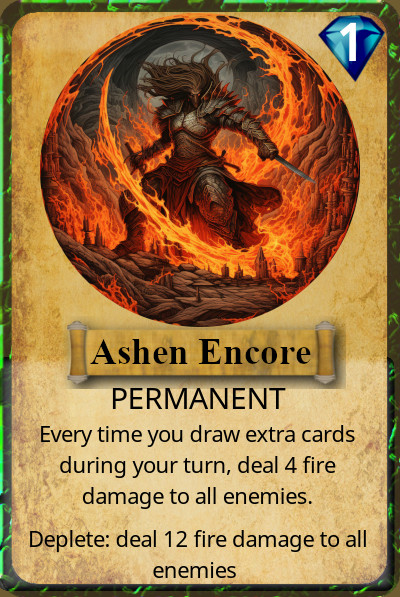 1
Ashen Encore
PERMANENT
Every time you draw extra cards
during your turn, deal 4 fire
damage to all enemies.
Deplete: deal 12 fire damage to all
enemies